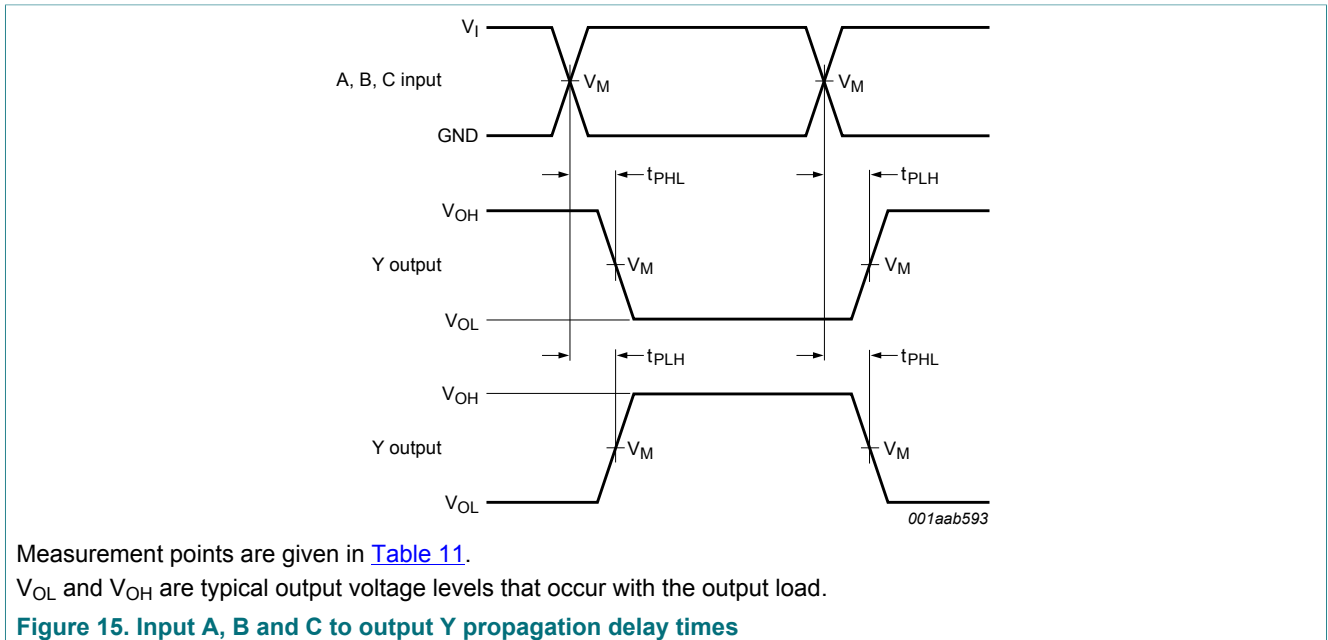 VI
A, B, C input
VM
VM
GND
tPHL
tPLH
VOH
Y output
VM
VM
VOL
tPLH
tPHL
VOH
Y output
VM
VM
VOL
001aab593
Measurement points are given in Table 11.
VOL and VOH are typical output voltage levels that occur with the output load.
Figure 15. Input A, B and C to output Y propagation delay times